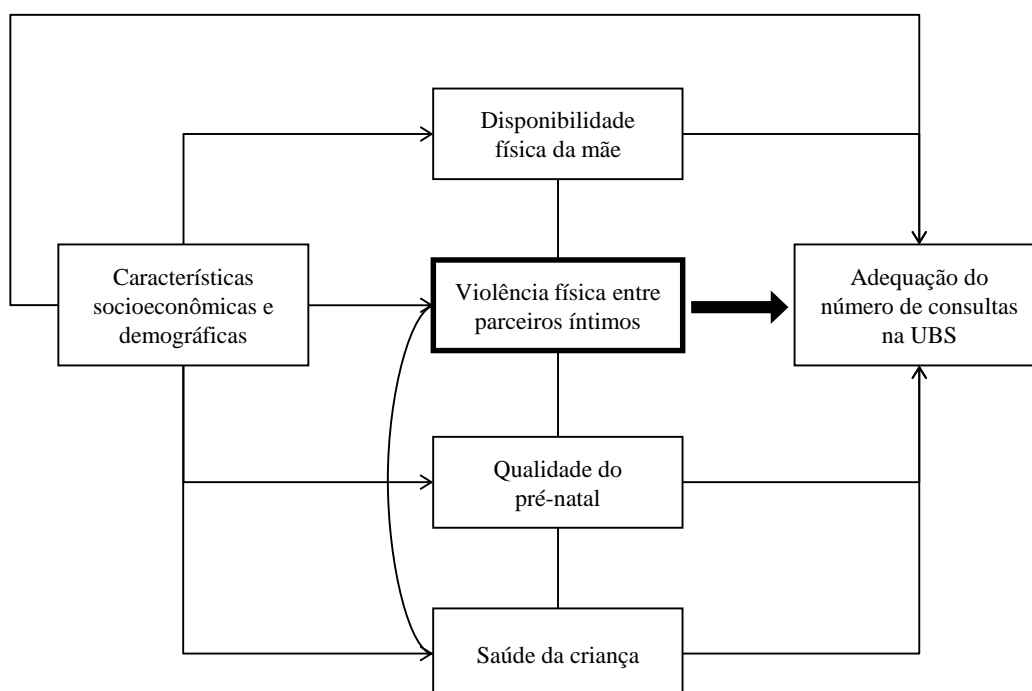 Disponibilidade
física da mãe
Características
socioeconômicas e
demográficas
Violência física entre
parceiros íntimos
Adequação do
número de consultas
na UBS
Qualidade do
pré-natal
Saúde da criança